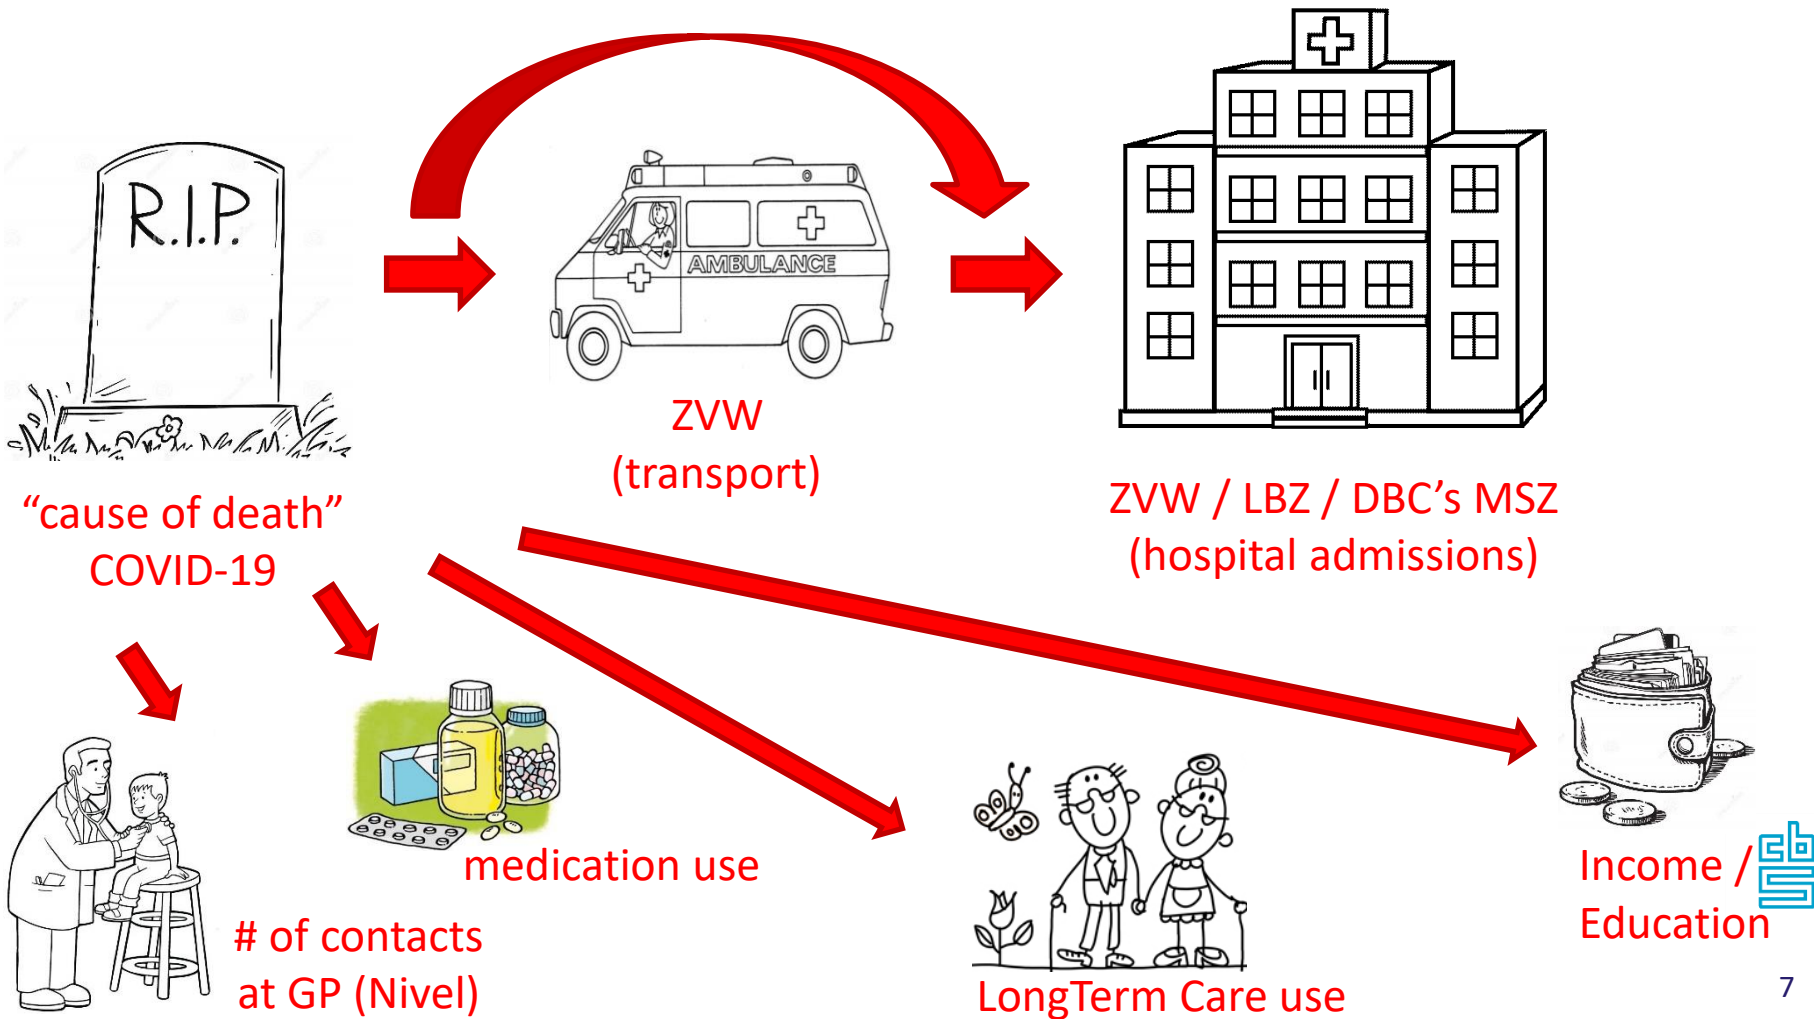 R.I.P.
AMBULANCE
ZVW
(transport)
ZVW / LBZ / DBC’s MSZ
(hospital admissions)
“cause of death”
COVID-19
medication use
# of contacts
at GP (Nivel)
LongTerm Care use
Income /
Education
cbs
7